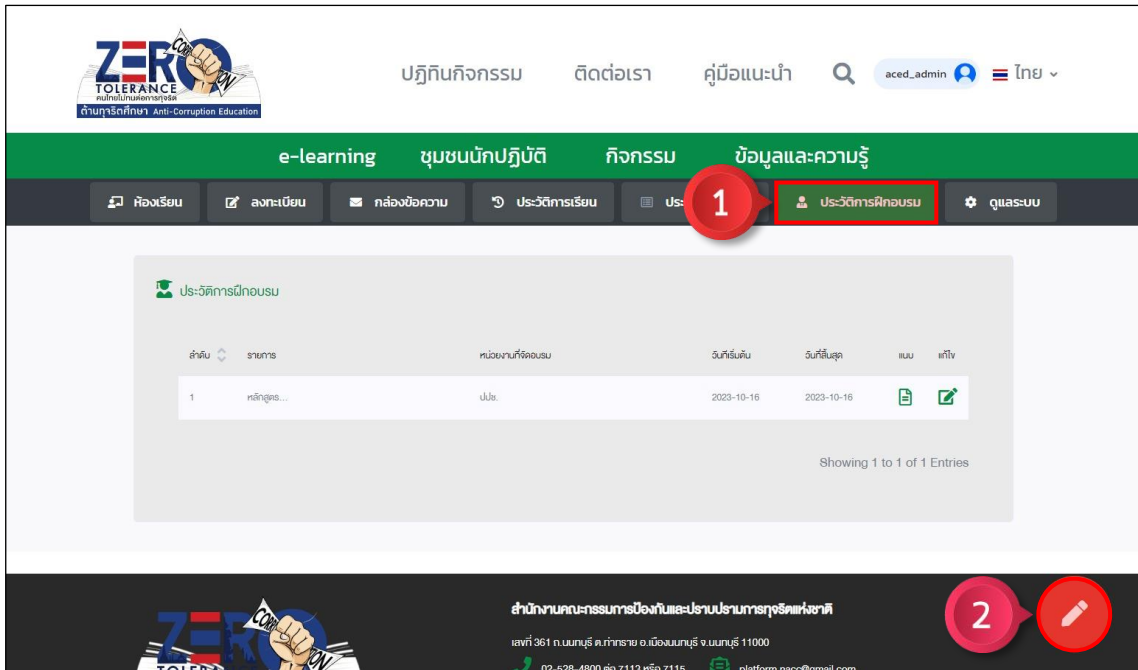 ZERO
CORRUPTION
TOLERANCE
คนไทยไม่ทนต่อการทุจริต
ต้านทุจริตศึกษา Anti-Corruption Education
ปฏิทินกิจกรรม ติดต่อเรา คู่มือแนะนำ aced_admin ไทย
e-learning ชุมชนนักปฏิบัติ กิจกรรม ข้อมูลและความรู้
ห้องเรียน ลงทะเบียน กล่องข้อความ ประวัติการเรียน ประ 1 ประวัติการฝึกอบรม ดูแลระบบ
ประวัติการฝึกอบรม
ลำดับ รายการ หน่วยงานที่จัดอบรม วันที่เริ่มต้น วันที่สิ้นสุด แนบ แก้ไข
1 หลักสูตร... ปปช. 2023-10-16 2023-10-16
Showing 1 to 1 of 1 Entries
สำนักงานคณะกรรมการป้องกันและปราบปรามการทุจริตแห่งชาติ
2
เลขที่ 361 ถ.นนทบุรี ต.ท่าทราย อ.เมืองนนทบุรี จ.นนทบุรี 11000
02-528-4800 ต่อ 7113 หรือ 7115 platform.nacc@gmail.com